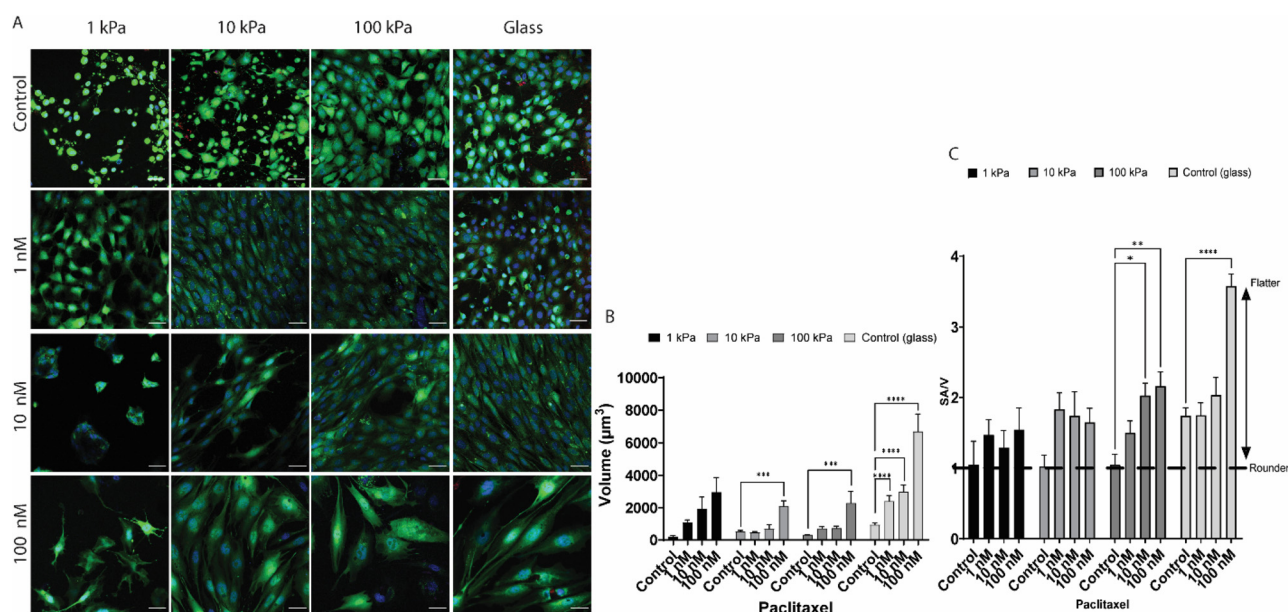 A
1 kPa 10 kPa 100 kPa Glass
Control
1 nM
10 nM
100 nM
B
1 kPa 10 kPa 100 kPa Control (glass)
Volume (µm³)
10000
8000
6000
4000
2000
0
*** *** **** **** ****
Control 1 nM 10 nM 100 nM Control 1 nM 10 nM 100 nM Control 1 nM 10 nM 100 nM Control 1 nM 10 nM 100 nM
Paclitaxel
C
1 kPa 10 kPa 100 kPa Control (glass)
SA/V
4
3
2
1
0
* ** ****
Flatter
Rounder
Control 1 nM 10 nM 100 nM Control 1 nM 10 nM 100 nM Control 1 nM 10 nM 100 nM Control 1 nM 10 nM 100 nM
Paclitaxel